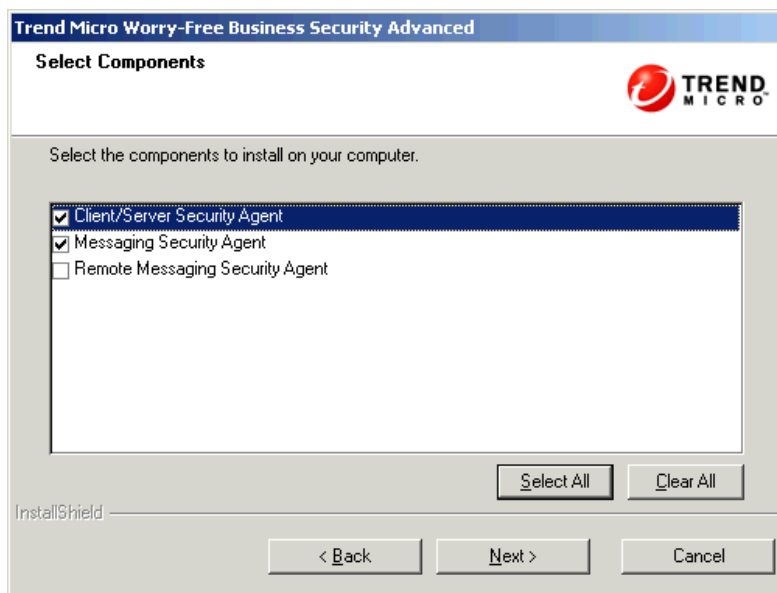 Trend Micro Worry-Free Business Security Advanced
Select Components
TREND
MICRO™
Select the components to install on your computer.
Client/Server Security Agent
Messaging Security Agent
Remote Messaging Security Agent
Select All
Clear All
InstallShield
< Back
Next >
Cancel